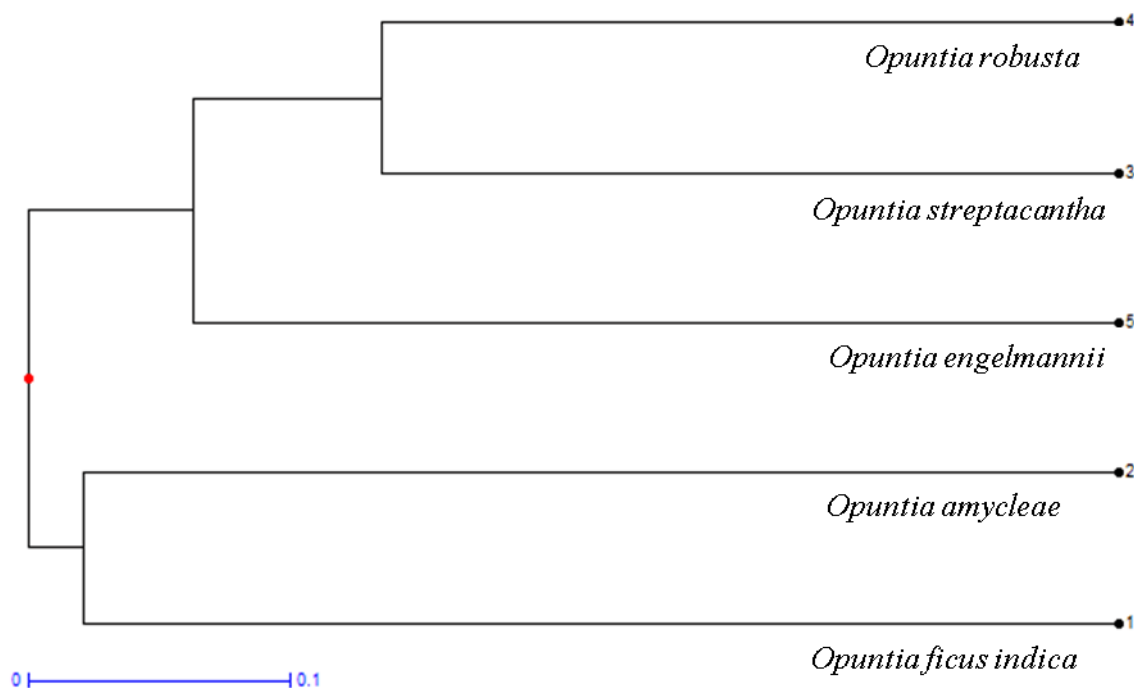 4
Opuntia robusta
3
Opuntia streptacantha
5
Opuntia engelmannii
2
Opuntia amycleae
1
Opuntia ficus indica
0 0.1